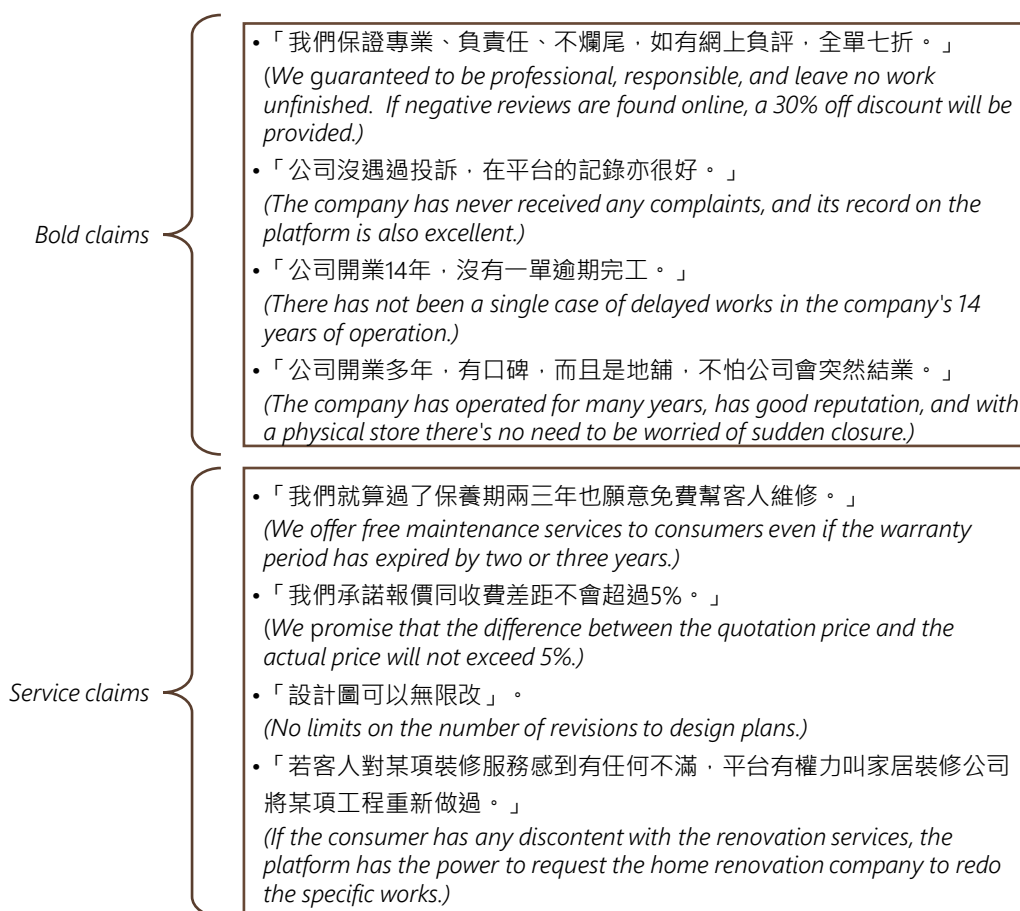 Bold claims
•「我們保證專業、負責任、不爛尾，如有網上負評，全單七折。」
(We guaranteed to be professional, responsible, and leave no work
unfinished. If negative reviews are found online, a 30% off discount will be
provided.)
•「公司沒遇過投訴，在平台的記錄亦很好。」
(The company has never received any complaints, and its record on the
platform is also excellent.)
•「公司開業14年，沒有一單逾期完工。」
(There has not been a single case of delayed works in the company's 14
years of operation.)
•「公司開業多年，有口碑，而且是地舖，不怕公司會突然結業。」
(The company has operated for many years, has good reputation, and with
a physical store there's no need to be worried of sudden closure.)
Service claims
•「我們就算過了保養期兩三年也願意免費幫客人維修。」
(We offer free maintenance services to consumers even if the warranty
period has expired by two or three years.)
•「我們承諾報價同收費差距不會超過5%。」
(We promise that the difference between the quotation price and the
actual price will not exceed 5%.)
•「設計圖可以無限改」。
(No limits on the number of revisions to design plans.)
•「若客人對某項裝修服務感到有任何不滿，平台有權力叫家居裝修公司
將某項工程重新做過。」
(If the consumer has any discontent with the renovation services, the
platform has the power to request the home renovation company to redo
the specific works.)